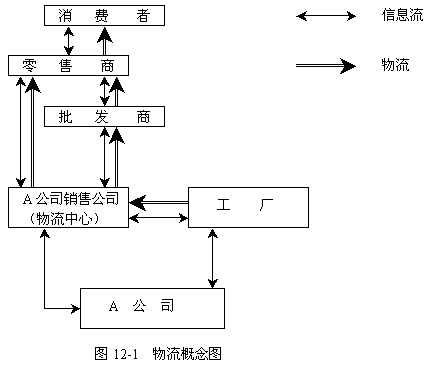 消 费 者
信息流
零 售 商
物流
批 发 商
A公司销售公司
（物流中心）
工 厂
A 公 司
图 12-1 物流概念图